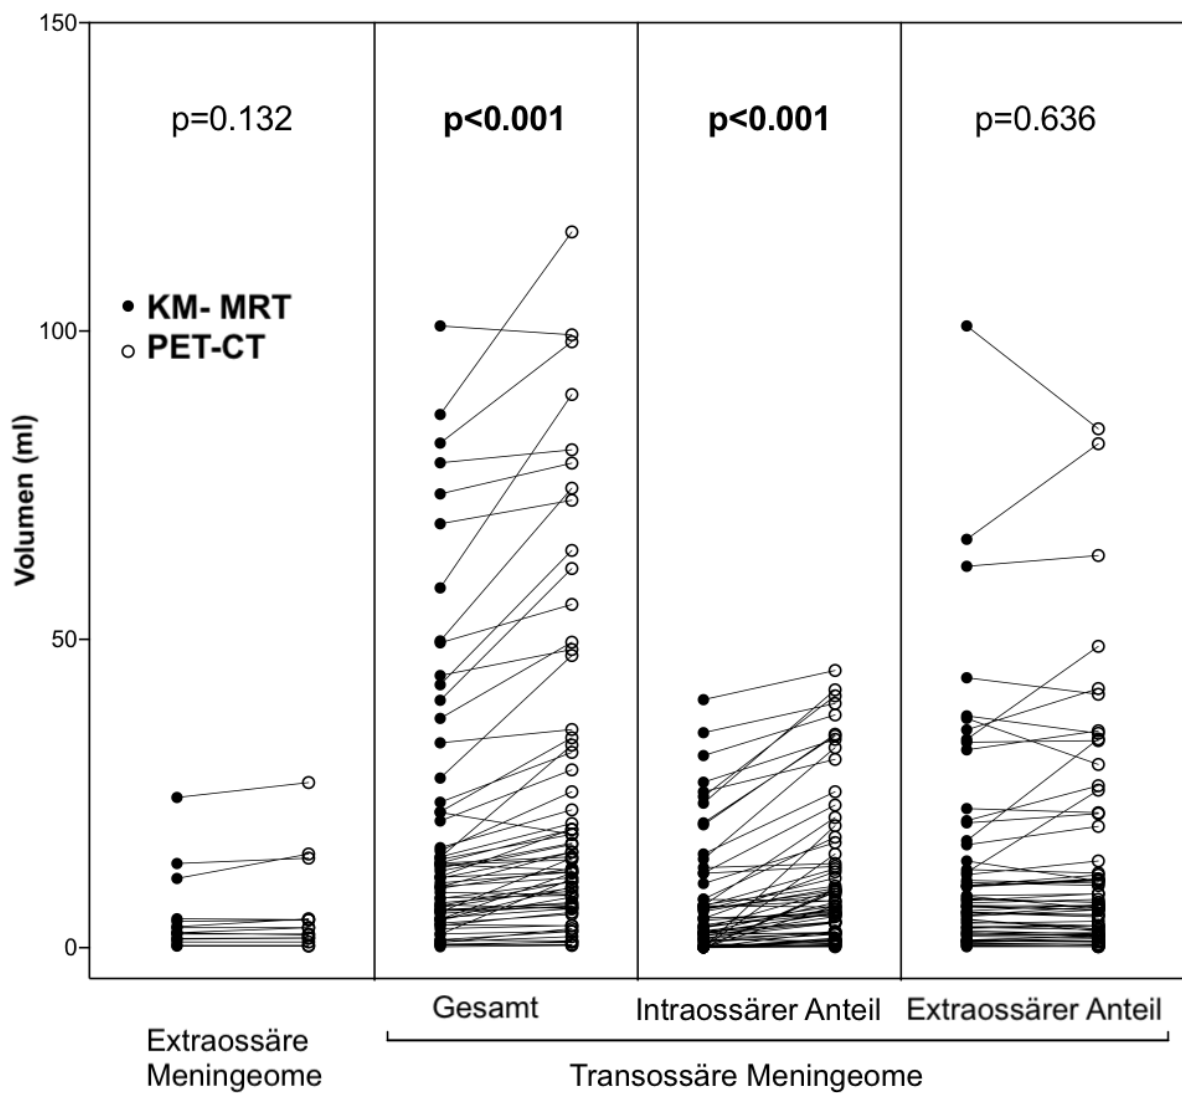 150
p=0.132
p<0.001
p<0.001
p=0.636
KM- MRT
PET-CT
100
Volumen (ml)
50
0
Gesamt
Intraossärer Anteil
Extraossärer Anteil
Extraossäre
Meningeome
Transossäre Meningeome